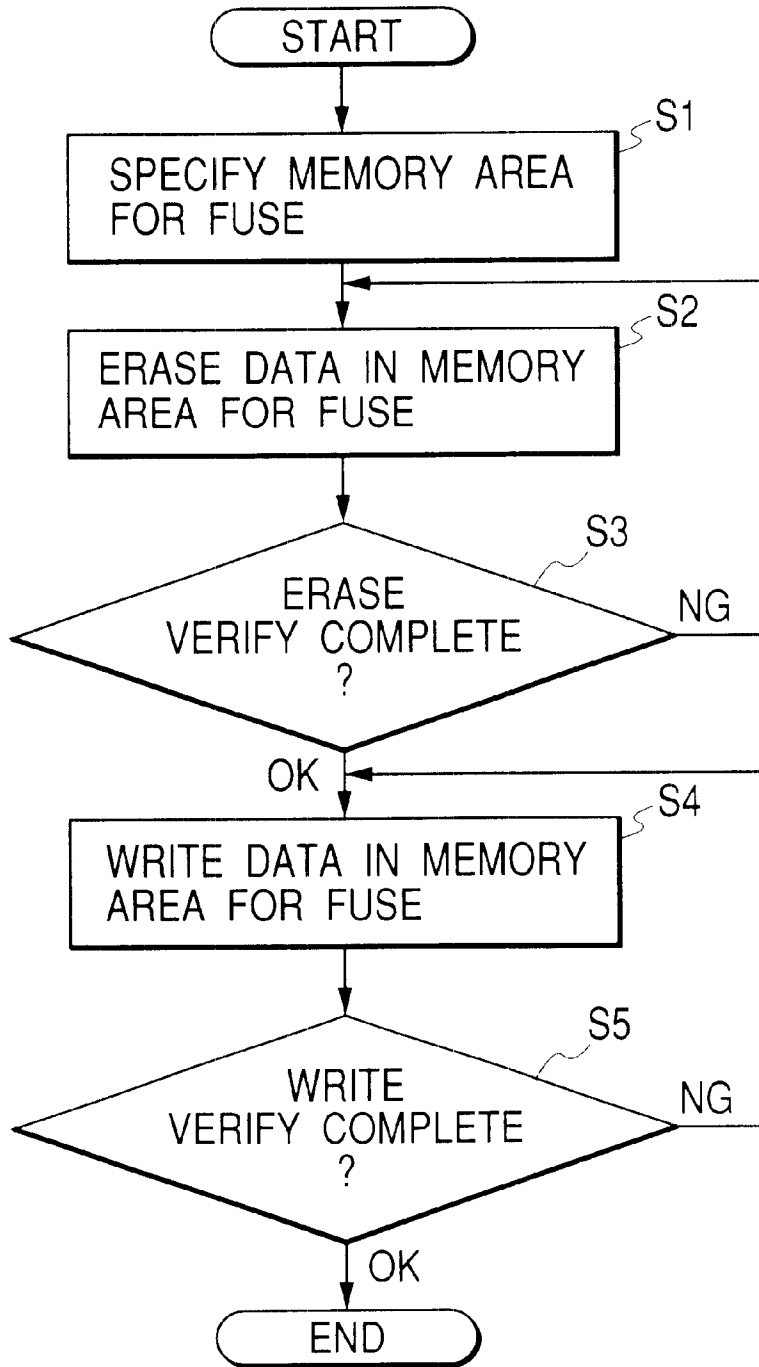 START
S1
SPECIFY MEMORY AREA
FOR FUSE
S2
ERASE DATA IN MEMORY
AREA FOR FUSE
S3
ERASE
VERIFY COMPLETE
?
NG
OK
S4
WRITE DATA IN MEMORY
AREA FOR FUSE
S5
WRITE
VERIFY COMPLETE
?
NG
OK
END